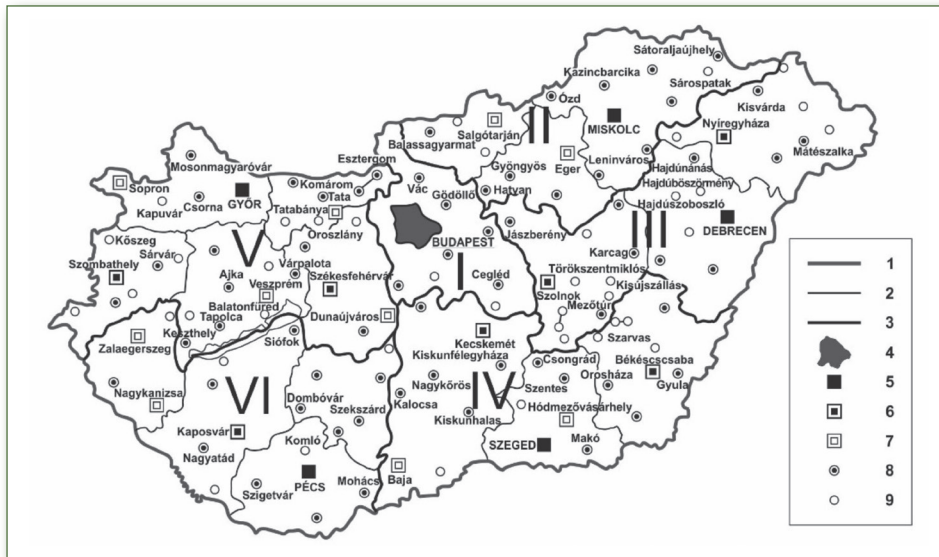 Sátoraljaújhely
Kazincbarcika
Sárospatak
Ózd
Kisvárda
II
MISKOLC
Salgótarján
Nyíregyháza
Balassagyarmat
Mátészalka
Eger
Leninváros
Gyöngyös
Hajdúnánás
Esztergom
Mosonmagyaróvár
Hatvan
Hajdúböszörmény
Vác
Sopron
Komárom
Gödöllő
Hajdúszoboszló
Tata
Kapuvár
Csorna
GYŐR
Tatabánya
III
DEBRECEN
Oroszlány
Jászberény
Kőszeg
BUDAPEST
V
Sárvár
Várpalota
Karcag
Szombathely
Ajka
Székesfehérvár
I
Cegléd
Törökszentmiklós
Veszprém
Kisújszállás
Szolnok
Balatonfüred
Mezőtúr
Tapolca
Dunaújváros
Keszthely
Siófok
Szarvas
Zalaegerszeg
Kecskemét
Csongrád
Békéscscsaba
Kiskunfélegyháza
Orosháza
Gyula
Nagykanizsa
VI
Nagykőrös
IV
Szentes
Dombóvár
Kalocsa
Szekszárd
Hódmezővásárhely
Kiskunhalas
Kaposvár
Komló
SZEGED
Makó
Nagyatád
Mohács
Baja
Szigetvár
PÉCS
1
2
3
4
5
6
7
8
9